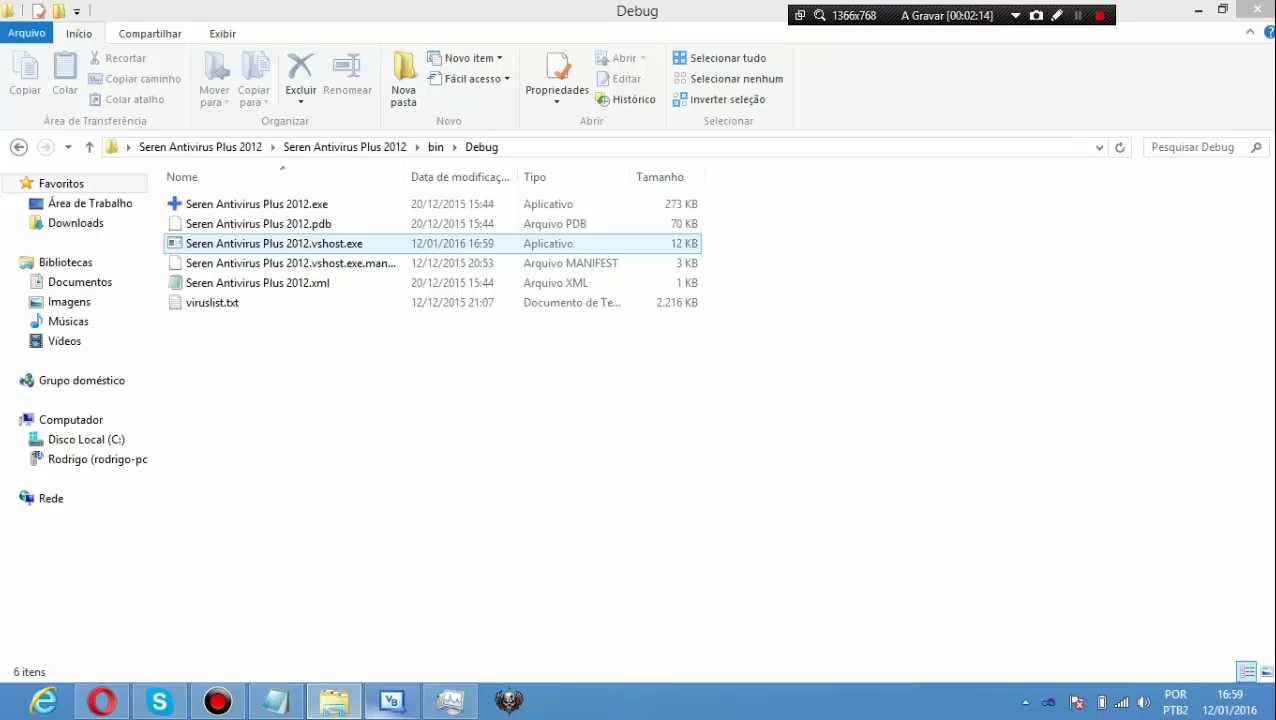 Debug
1366x768 A Gravar [00:02:14]
Arquivo Início Compartilhar Exibir
Copiar
Colar
Recortar
Copiar caminho
Colar atalho
Área de Transferência
Mover para
Copiar para
Excluir
Renomear
Organizar
Nova pasta
Novo item
Fácil acesso
Novo
Propriedades
Abrir
Editar
Histórico
Abrir
Selecionar tudo
Selecionar nenhum
Inverter seleção
Selecionar
Seren Antivirus Plus 2012 Seren Antivirus Plus 2012 bin Debug
Pesquisar Debug
Favoritos
Área de Trabalho
Downloads
Bibliotecas
Documentos
Imagens
Músicas
Vídeos
Grupo doméstico
Computador
Disco Local (C:)
Rodrigo (rodrigo-pc
Rede
Nome Data de modificaç... Tipo Tamanho
Seren Antivirus Plus 2012.exe 20/12/2015 15:44 Aplicativo 273 KB
Seren Antivirus Plus 2012.pdb 20/12/2015 15:44 Arquivo PDB 70 KB
Seren Antivirus Plus 2012.vshost.exe 12/01/2016 16:59 Aplicativo 12 KB
Seren Antivirus Plus 2012.vshost.exe.man... 12/12/2015 20:53 Arquivo MANIFEST 3 KB
Seren Antivirus Plus 2012.xml 20/12/2015 15:44 Arquivo XML 1 KB
viruslist.txt 12/12/2015 21:07 Documento de Te... 2.216 KB
6 itens
VB
POR
PTB2
16:59
12/01/2016